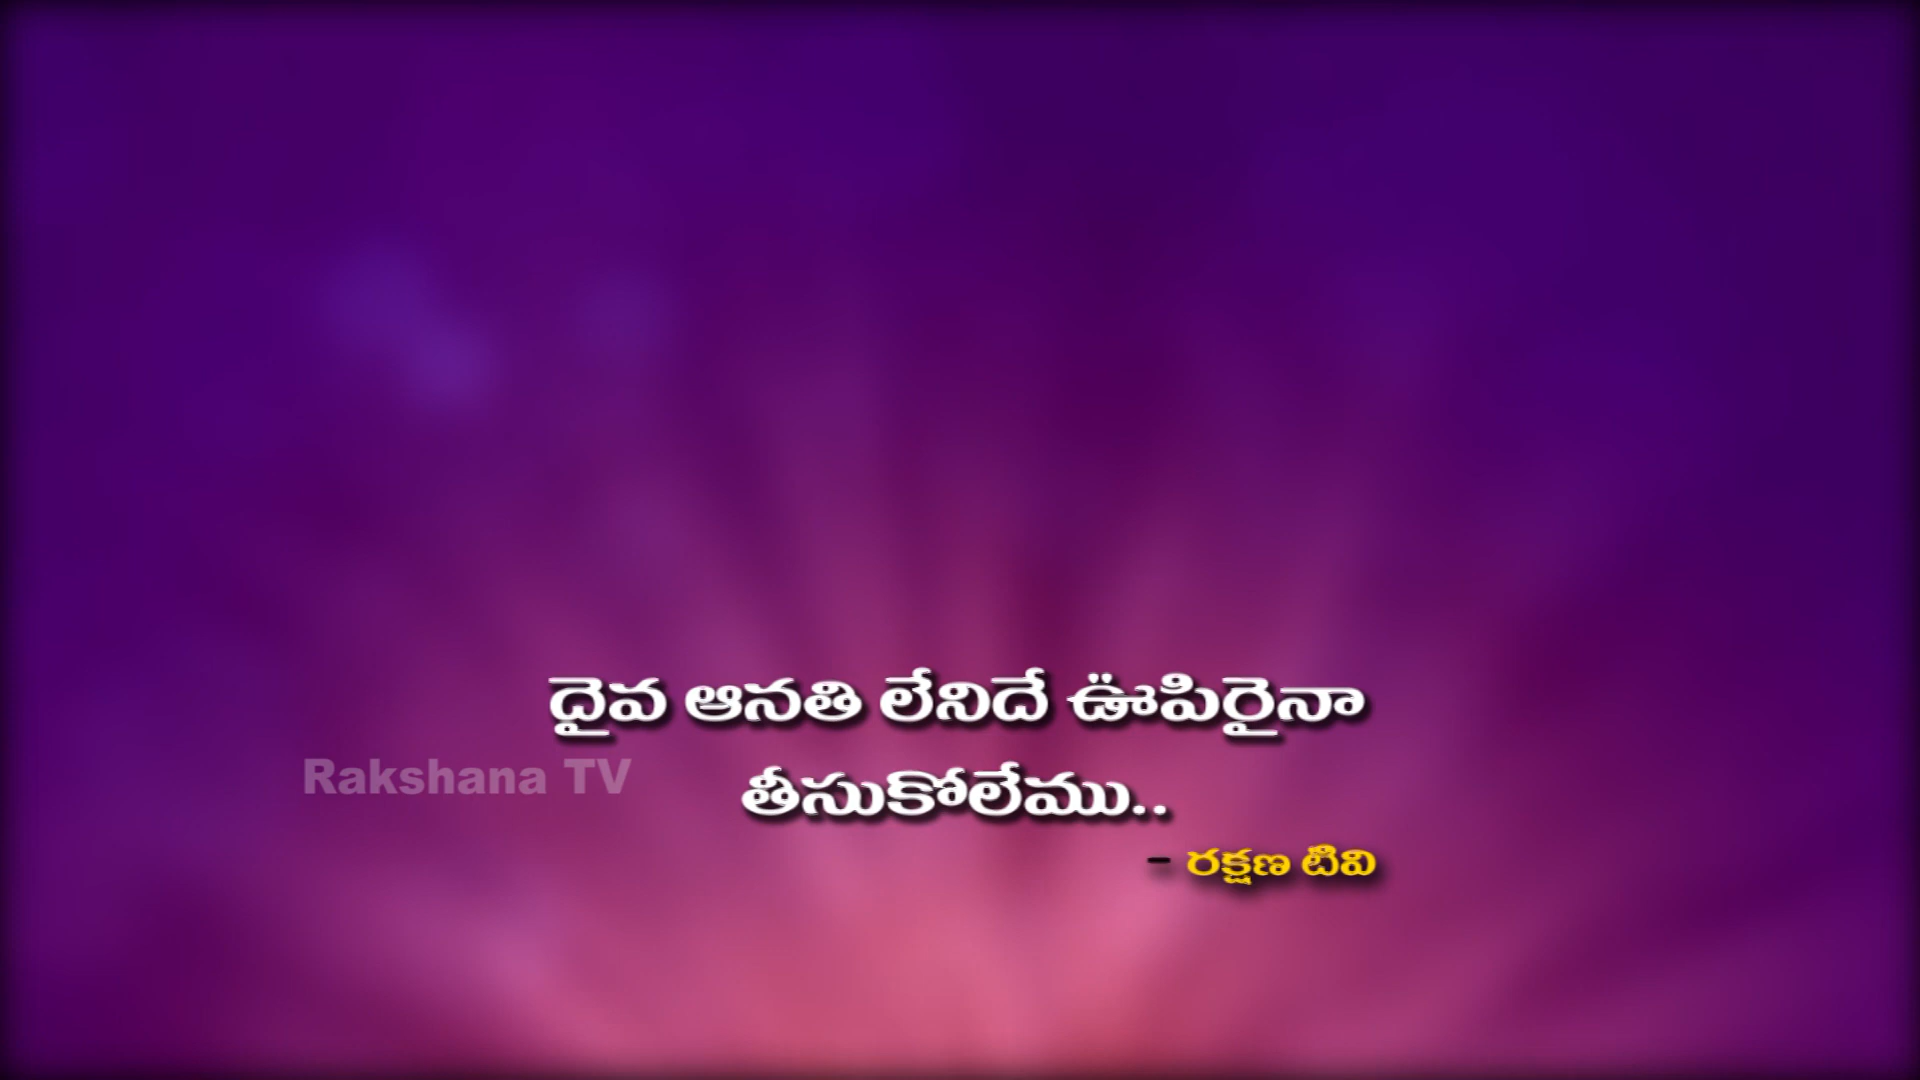 దైవ ఆనతి లేనిదే ఊపిరైనా
Rakshana TV
తీసుకోలేము..
- రక్షణ టివి